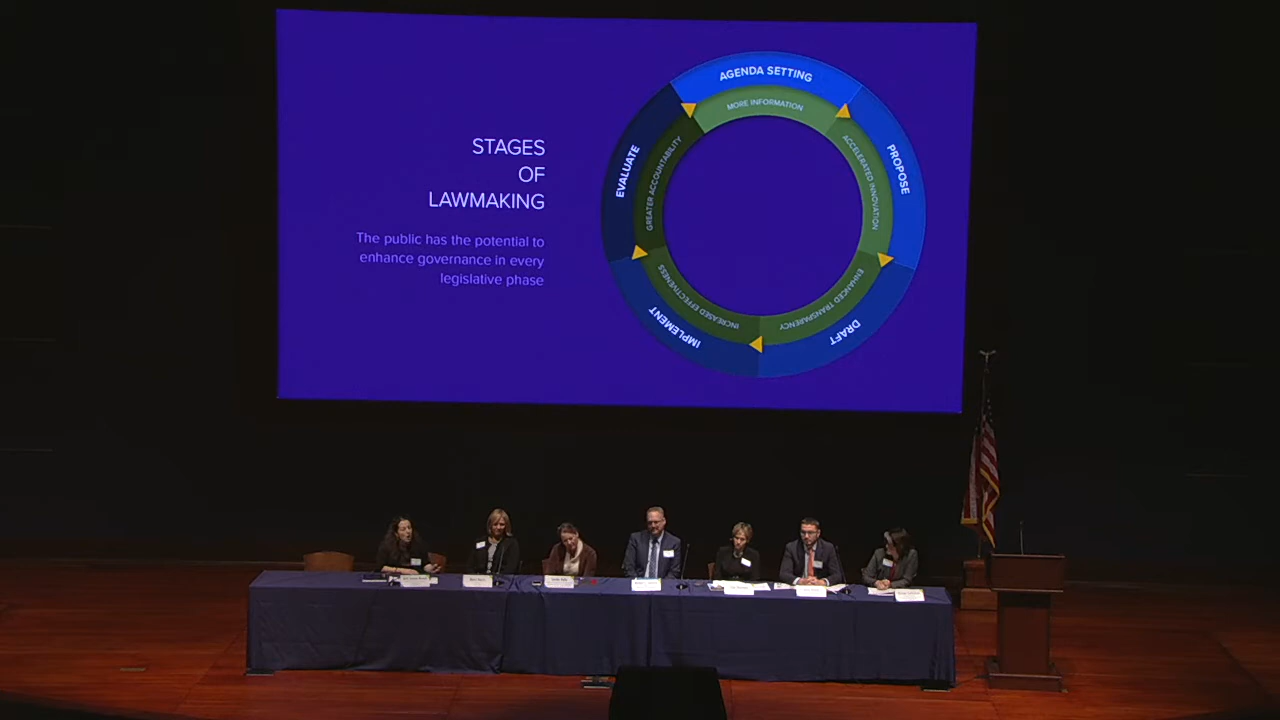 STAGES
OF
LAWMAKING
The public has the potential to
enhance governance in every
legislative phase
AGENDA SETTING
MORE INFORMATION
PROPOSE
ACCELERATED INNOVATION
DRAFT
ENHANCED TRANSPARENCY
IMPLEMENT
INCREASED EFFECTIVENESS
EVALUATE
GREATER ACCOUNTABILITY